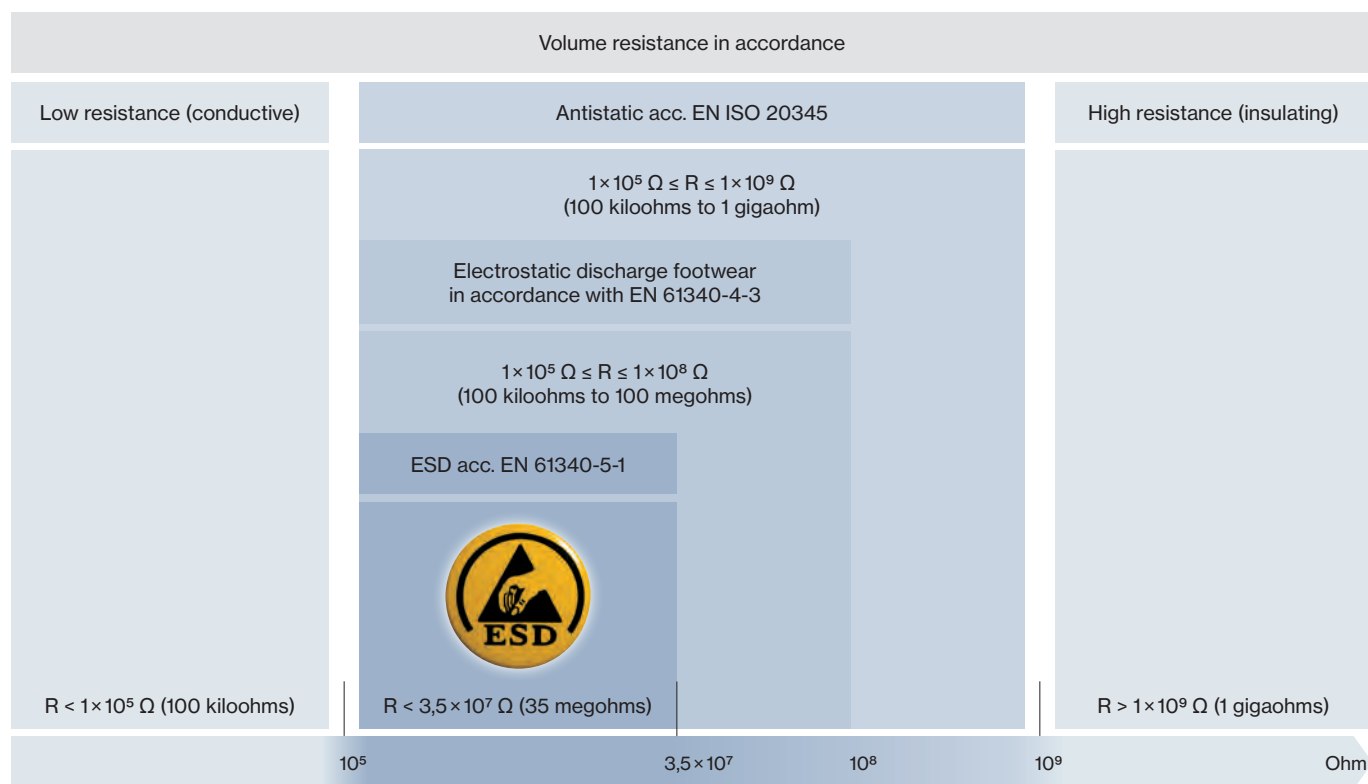 Volume resistance in accordance
Low resistance (conductive)
Antistatic acc. EN ISO 20345
High resistance (insulating)
1×10⁵ Ω ≤ R ≤ 1×10⁹ Ω
(100 kiloohms to 1 gigaohm)
Electrostatic discharge footwear
in accordance with EN 61340-4-3
1×10⁵ Ω ≤ R ≤ 1×10⁸ Ω
(100 kiloohms to 100 megohms)
ESD acc. EN 61340-5-1
ESD
R < 1×10⁵ Ω (100 kiloohms)
R < 3,5×10⁷ Ω (35 megohms)
R > 1×10⁹ Ω (1 gigaohms)
10⁵
3,5×10⁷
10⁸
10⁹
Ohm